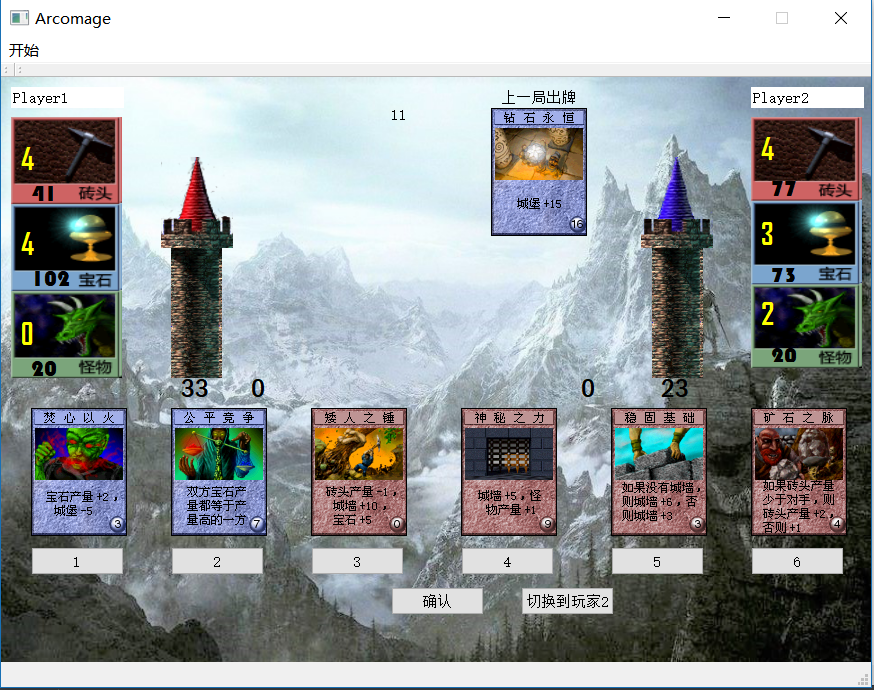 Arcomage
开始
Player1
11
上一局出牌
Player2
钻石永恒
城堡+15
16
4
41 砖头
4
102 宝石
0
20 怪物
4
77 砖头
3
73 宝石
2
20 怪物
33 0
0 23
焚心以火
宝石产量+2，
城堡-5
3
公平竞争
双方宝石产
量都等于产
量高的一方
7
矮人之锤
砖头产量-1，
城墙+10，
宝石+5
0
神秘之力
城墙+5，怪
物产量+1
9
稳固基础
如果没有城墙，
则城墙+6，否
则城墙+3
3
矿石之脉
如果砖头产量
少于对手，则
砖头产量+2，
否则+1
4
1
2
3
4
5
6
确认
切换到玩家2